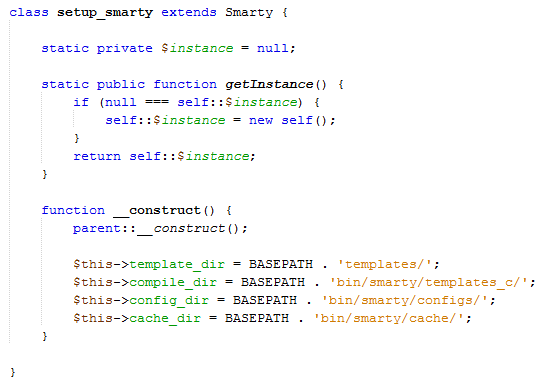 class setup_smarty extends Smarty {
static private $instance = null;
static public function getInstance() {
if (null === self::$instance) {
self::$instance = new self();
}
return self::$instance;
}
function __construct() {
parent::__construct();
$this->template_dir = BASEPATH . 'templates/';
$this->compile_dir = BASEPATH . 'bin/smarty/templates_c/';
$this->config_dir = BASEPATH . 'bin/smarty/configs/';
$this->cache_dir = BASEPATH . 'bin/smarty/cache/';
}
}